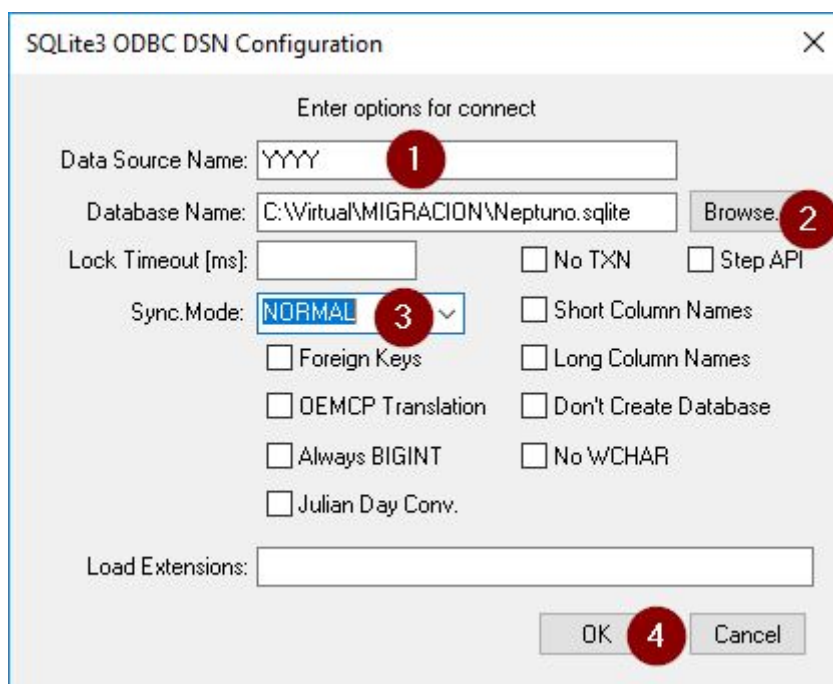 SQLite3 ODBC DSN Configuration
Enter options for connect
Data Source Name: YYYY 1
Database Name: C:\Virtual\MIGRACION\Neptuno.sqlite Browse. 2
Lock Timeout [ms]: No TXN Step API
Sync.Mode: NORMAL 3 Short Column Names
Foreign Keys Long Column Names
OEMCP Translation Don't Create Database
Always BIGINT No WCHAR
Julian Day Conv.
Load Extensions:
OK 4 Cancel